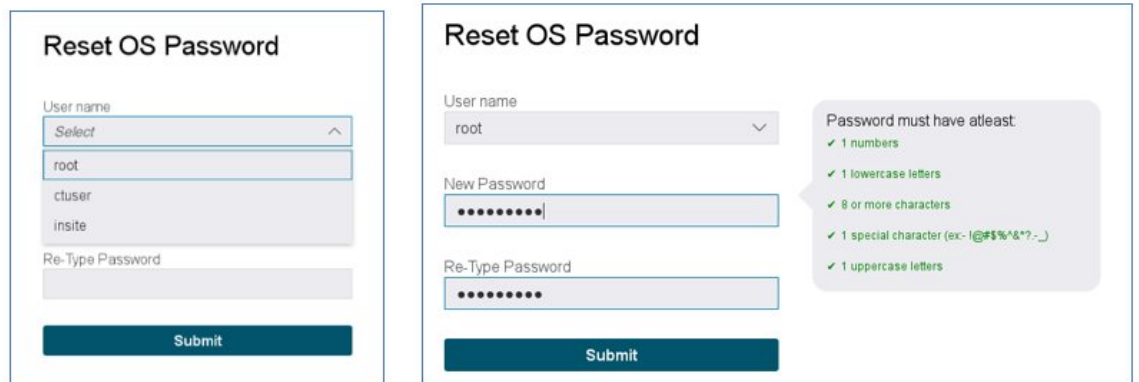 Reset OS Password
User name
Select
root
ctuser
insite
Re-Type Password
Submit
Reset OS Password
User name
root
New Password
•••••••••
Re-Type Password
•••••••••
Submit
Password must have atleast:
✔ 1 numbers
✔ 1 lowercase letters
✔ 8 or more characters
✔ 1 special character (ex:- !@#$%^&*?.-_)
✔ 1 uppercase letters